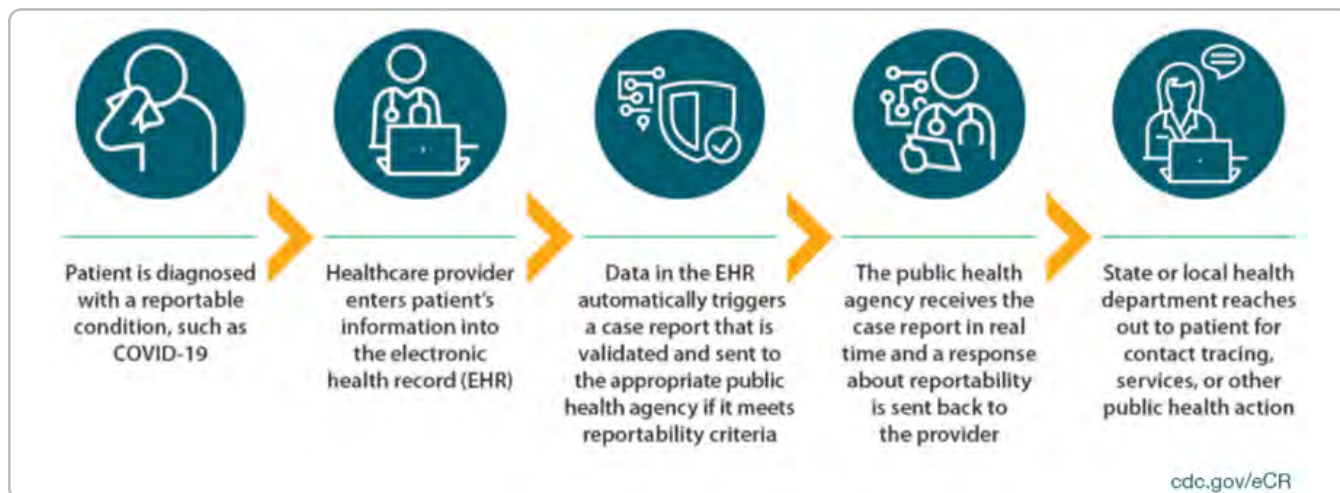 Patient is diagnosed
with a reportable
condition, such as
COVID-19
Healthcare provider
enters patient's
information into
the electronic
health record (EHR)
Data in the EHR
automatically triggers
a case report that is
validated and sent to
the appropriate public
health agency if it meets
reportability criteria
The public health
agency receives the
case report in real
time and a response
about reportability
is sent back to
the provider
State or local health
department reaches
out to patient for
contact tracing,
services, or other
public health action
cdc.gov/eCR